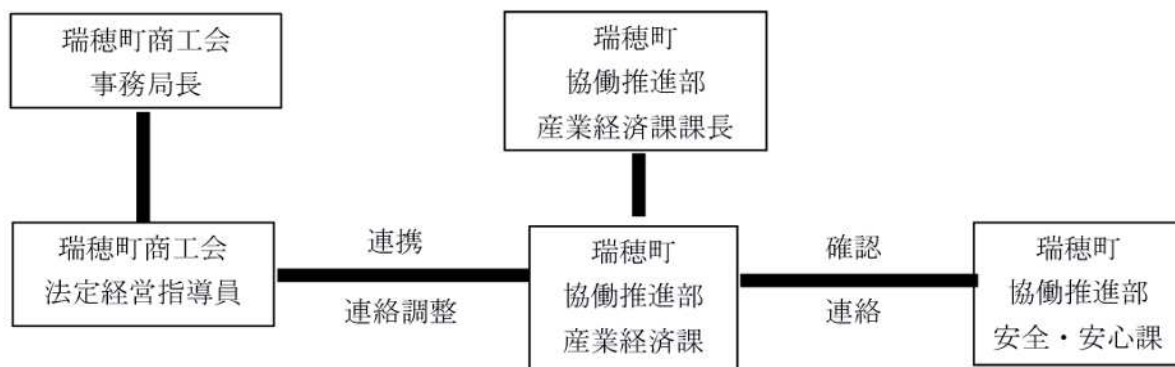 瑞穂町商工会
事務局長
瑞穂町
協働推進部
産業経済課課長
瑞穂町商工会
法定経営指導員
連携
連絡調整
瑞穂町
協働推進部
産業経済課
確認
連絡
瑞穂町
協働推進部
安全・安心課